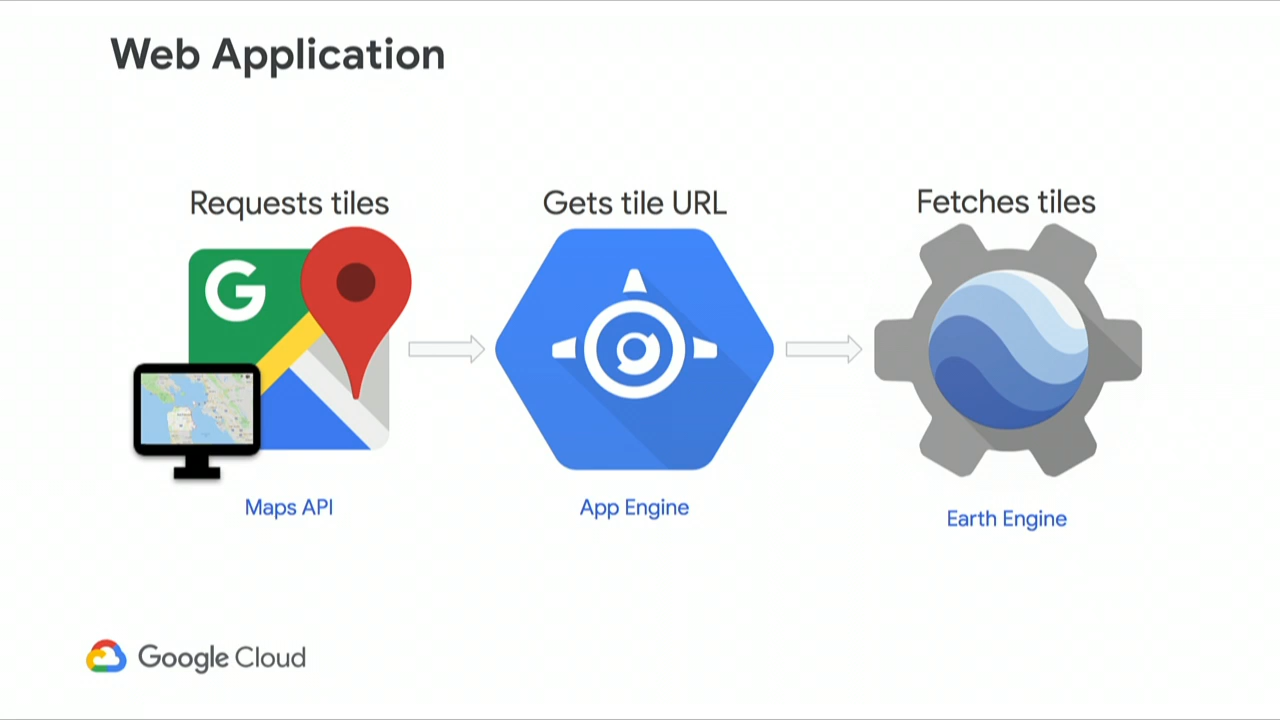 Web Application
Requests tiles
Gets tile URL
Fetches tiles
G
Maps API
App Engine
Earth Engine
Google Cloud